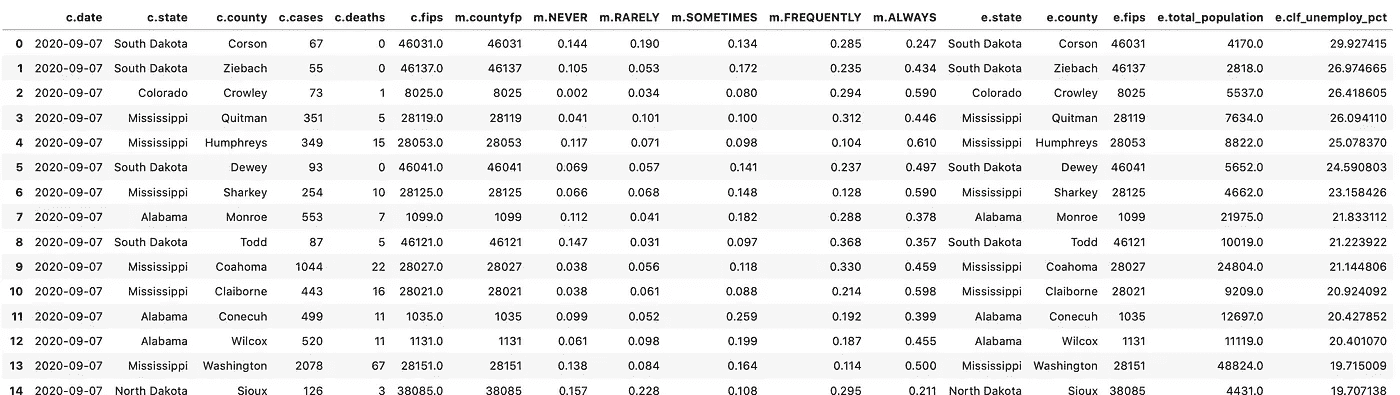 c.date c.state c.county c.cases c.deaths c.fips m.countyfp m.NEVER m.RARELY m.SOMETIMES m.FREQUENTLY m.ALWAYS e.state e.county e.fips e.total_population e.clf_unemploy_pct
0 2020-09-07 South Dakota Corson 67 0 46031.0 46031 0.144 0.190 0.134 0.285 0.247 South Dakota Corson 46031 4170.0 29.927415
1 2020-09-07 South Dakota Ziebach 55 0 46137.0 46137 0.105 0.053 0.172 0.235 0.434 South Dakota Ziebach 46137 2818.0 26.974665
2 2020-09-07 Colorado Crowley 73 1 8025.0 8025 0.002 0.034 0.080 0.294 0.590 Colorado Crowley 8025 5537.0 26.418605
3 2020-09-07 Mississippi Quitman 351 5 28119.0 28119 0.041 0.101 0.100 0.312 0.446 Mississippi Quitman 28119 7634.0 26.094110
4 2020-09-07 Mississippi Humphreys 349 15 28053.0 28053 0.117 0.071 0.098 0.104 0.610 Mississippi Humphreys 28053 8822.0 25.078370
5 2020-09-07 South Dakota Dewey 93 0 46041.0 46041 0.069 0.057 0.141 0.237 0.497 South Dakota Dewey 46041 5652.0 24.590803
6 2020-09-07 Mississippi Sharkey 254 10 28125.0 28125 0.066 0.068 0.148 0.128 0.590 Mississippi Sharkey 28125 4662.0 23.158426
7 2020-09-07 Alabama Monroe 553 7 1099.0 1099 0.112 0.041 0.182 0.288 0.378 Alabama Monroe 1099 21975.0 21.833112
8 2020-09-07 South Dakota Todd 87 5 46121.0 46121 0.147 0.031 0.097 0.368 0.357 South Dakota Todd 46121 10019.0 21.223922
9 2020-09-07 Mississippi Coahoma 1044 22 28027.0 28027 0.038 0.056 0.118 0.330 0.459 Mississippi Coahoma 28027 24804.0 21.144806
10 2020-09-07 Mississippi Claiborne 443 16 28021.0 28021 0.038 0.061 0.088 0.214 0.598 Mississippi Claiborne 28021 9209.0 20.924092
11 2020-09-07 Alabama Conecuh 499 11 1035.0 1035 0.099 0.052 0.259 0.192 0.399 Alabama Conecuh 1035 12697.0 20.427852
12 2020-09-07 Alabama Wilcox 520 11 1131.0 1131 0.061 0.098 0.199 0.187 0.455 Alabama Wilcox 1131 11119.0 20.401070
13 2020-09-07 Mississippi Washington 2078 67 28151.0 28151 0.138 0.084 0.164 0.114 0.500 Mississippi Washington 28151 48824.0 19.715009
14 2020-09-07 North Dakota Sioux 126 3 38085.0 38085 0.157 0.228 0.108 0.295 0.211 North Dakota Sioux 38085 4431.0 19.707138